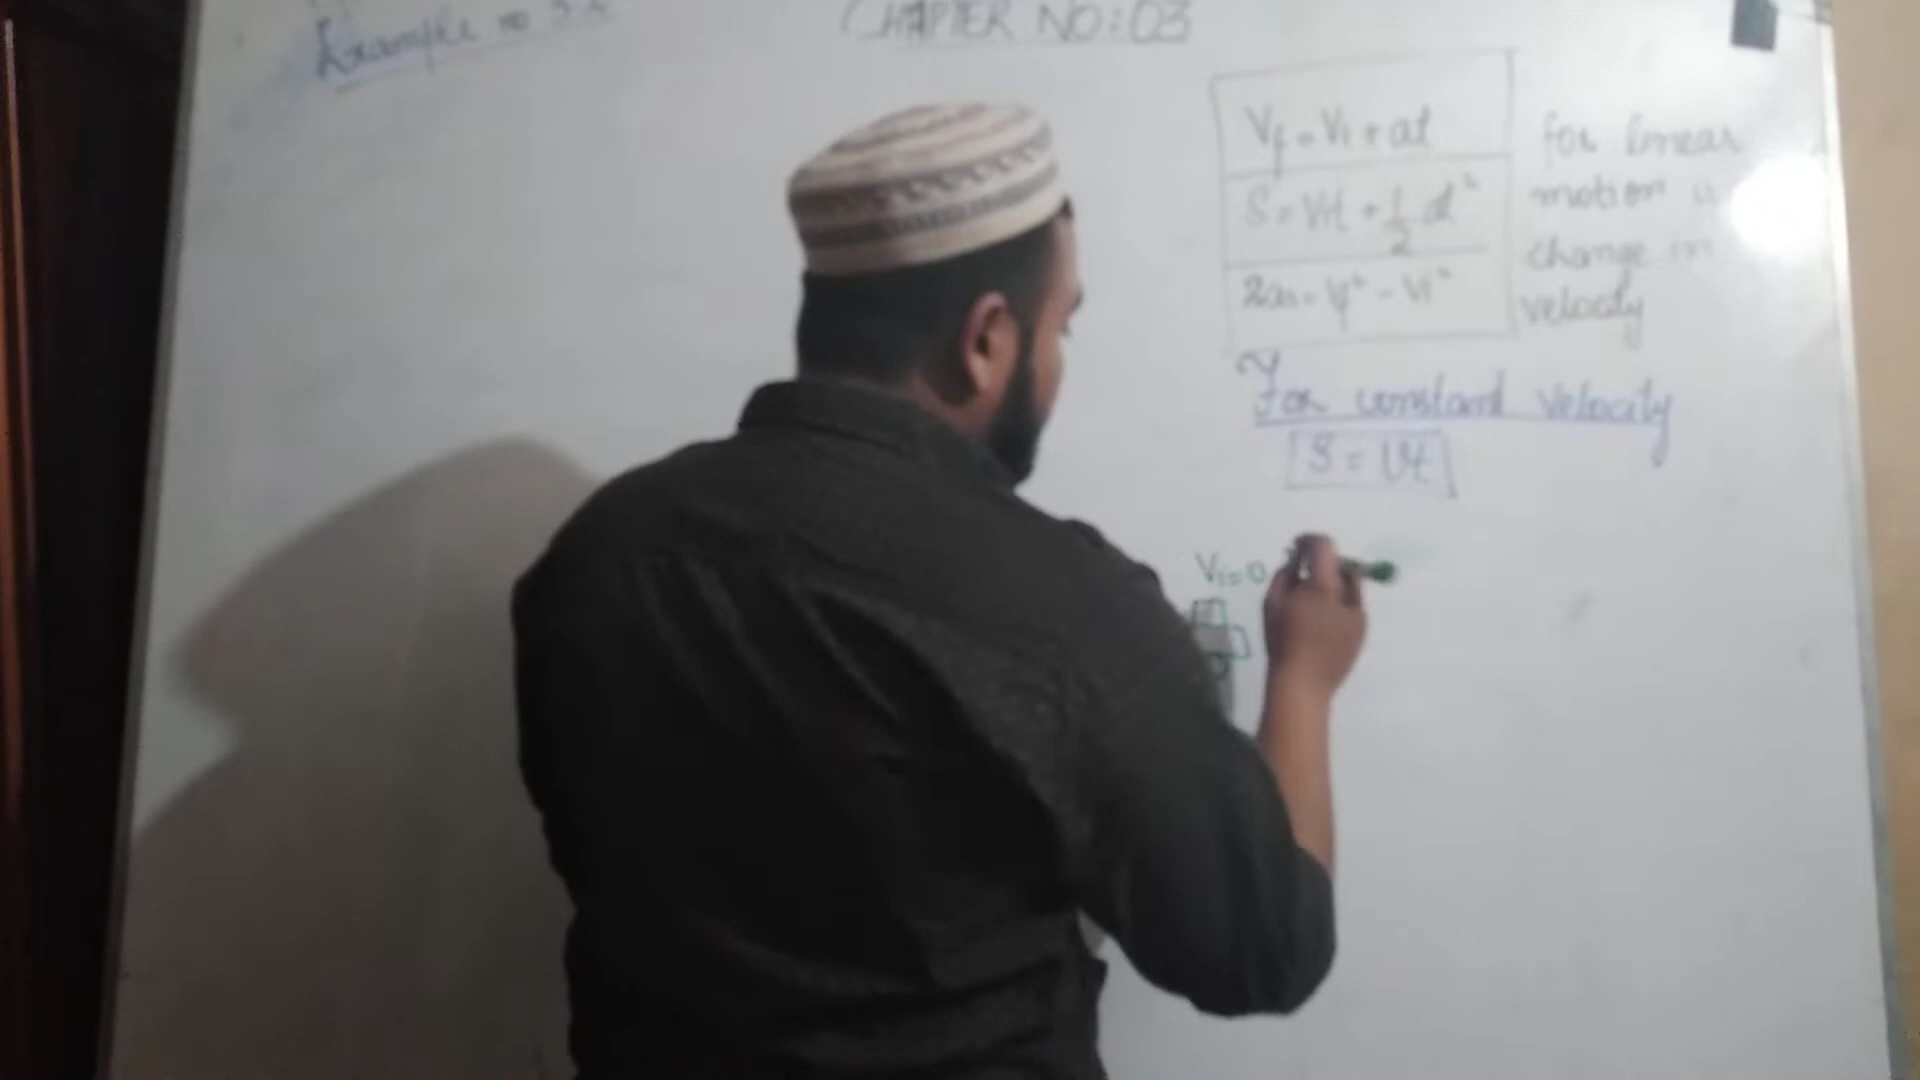 Example no 3.2
CHAPTER NO: 03
Vf = Vi + at
S = Vit + 1/2 at²
2as = Vf² - Vi²
for linear
motion
change in
velocity
For constant velocity
S = Vt
Vi=0